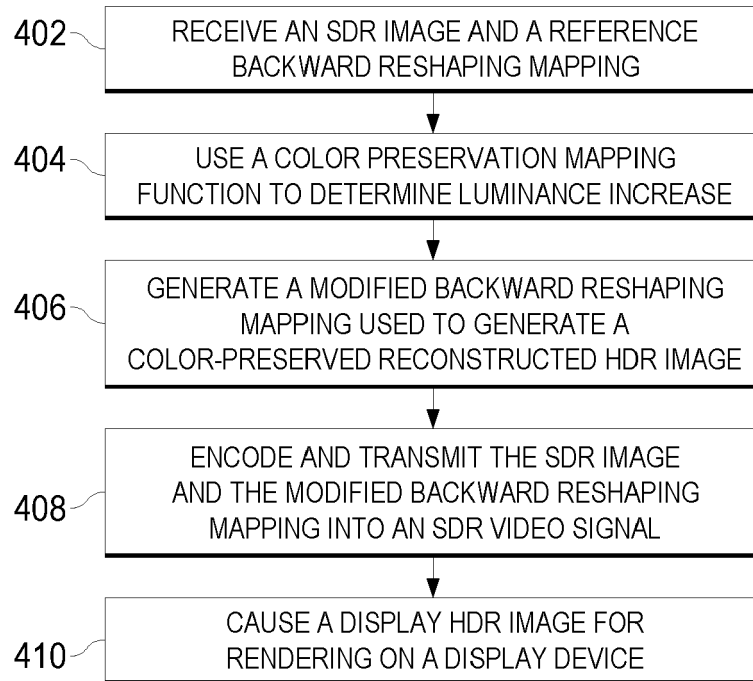 402
RECEIVE AN SDR IMAGE AND A REFERENCE
BACKWARD RESHAPING MAPPING
404
USE A COLOR PRESERVATION MAPPING
FUNCTION TO DETERMINE LUMINANCE INCREASE
406
GENERATE A MODIFIED BACKWARD RESHAPING
MAPPING USED TO GENERATE A
COLOR-PRESERVED RECONSTRUCTED HDR IMAGE
408
ENCODE AND TRANSMIT THE SDR IMAGE
AND THE MODIFIED BACKWARD RESHAPING
MAPPING INTO AN SDR VIDEO SIGNAL
410
CAUSE A DISPLAY HDR IMAGE FOR
RENDERING ON A DISPLAY DEVICE